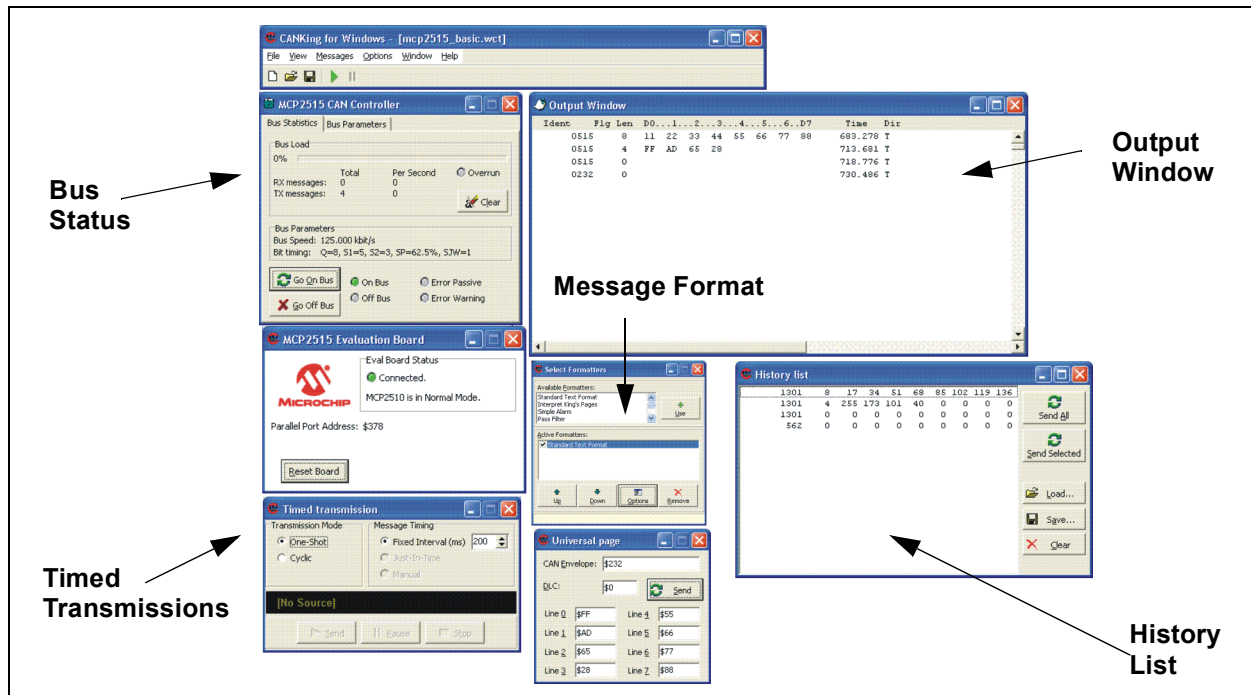 CANKing for Windows - [mcp2515_basic.wct]
File View Messages Options Window Help
MCP2515 CAN Controller
Bus Statistics Bus Parameters
Bus Load
0%
Total Per Second Overrun
RX messages: 0 0
TX messages: 4 0
Clear
Bus Parameters
Bus Speed: 125.000 kbit/s
Bit timing: Q=8, S1=5, S2=3, SP=62.5%, SJW=1
Go On Bus
On Bus Error Passive
Go Off Bus
Off Bus Error Warning
Bus
Status
Output Window
Ident Flg Len D0...1...2...3...4...5...6..D7 Time Dir
0515 8 11 22 33 44 55 66 77 88 683.278 T
0515 4 FF AD 65 28 713.681 T
0515 0 718.776 T
0232 0 730.486 T
Output
Window
Message Format
MCP2515 Evaluation Board
Eval Board Status
Connected.
MCP2510 is in Normal Mode.
MICROCHIP
Parallel Port Address: $378
Reset Board
Select Formatters
Available Formatters:
Standard Text Format
Interpret King's Pages
Simple Alarm
Pass Filter
Use
Active Formatters:
Standard Text Format
Up Down Options Remove
History list
1301 8 17 34 51 68 85 102 119 136
1301 4 255 173 101 40 0 0 0 0
1301 0 0 0 0 0 0 0 0 0
562 0 0 0 0 0 0 0 0 0
Send All
Send Selected
Load...
Save...
Clear
Timed transmission
Transmission Mode
One-Shot
Cyclic
Message Timing
Fixed Interval (ms) 200
Just-In-Time
Manual
[No Source]
Send Pause Stop
Timed
Transmissions
Universal page
CAN Envelope: $232
DLC: $0 Send
Line 0 $FF Line 4 $55
Line 1 $AD Line 5 $66
Line 2 $65 Line 6 $77
Line 3 $28 Line 7 $88
History
List